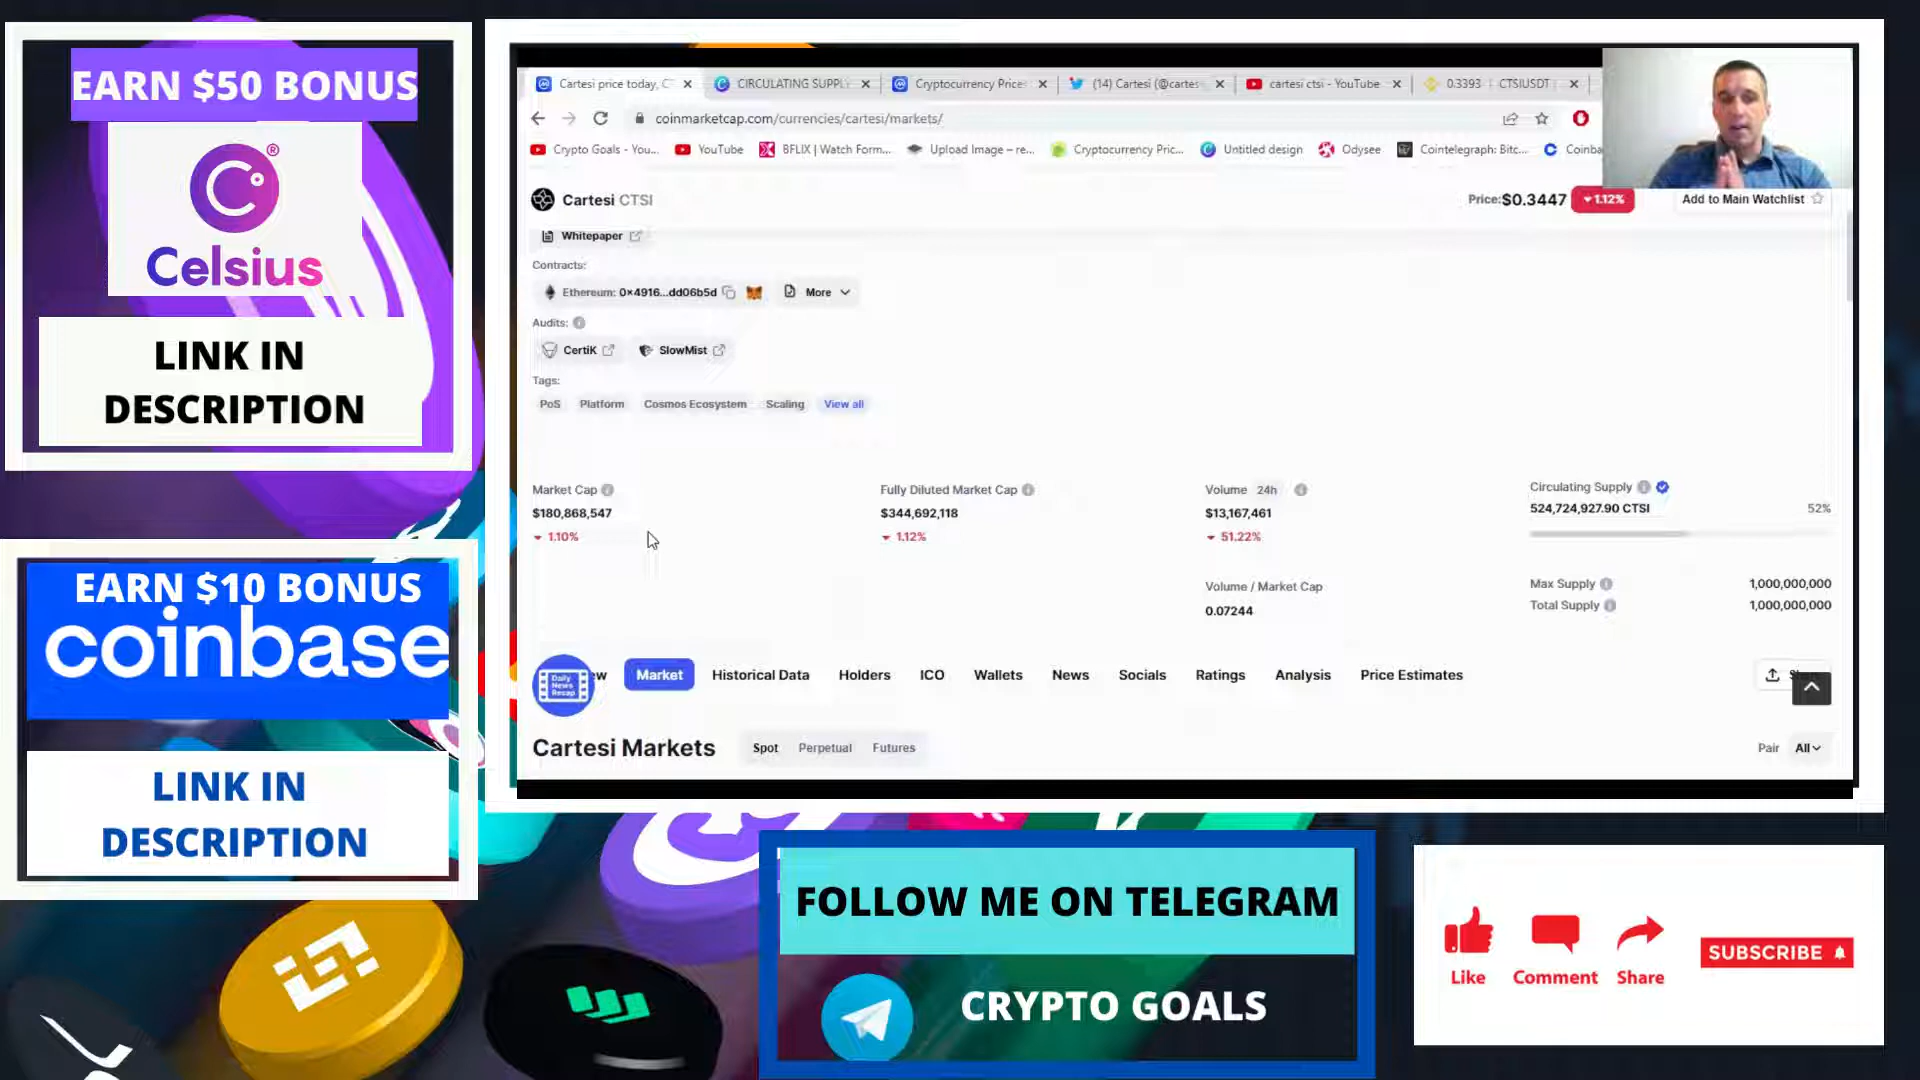 EARN $50 BONUS
Celsius®
LINK IN
DESCRIPTION
EARN $10 BONUS
coinbase
LINK IN
DESCRIPTION
Cartesi price today, C
CIRCULATING SUPPLY
Cryptocurrency Price
(14) Cartesi (@cartes
cartesi ctsi - YouTube
0.3393 | CTSIUSDT |
coinmarketcap.com/currencies/cartesi/markets/
Crypto Goals - You...
YouTube
BFLIX | Watch Form...
Upload Image – re...
Cryptocurrency Pric...
Untitled design
Odysee
Cointelegraph: Bitc...
Coinba
Cartesi CTSI
Price:$0.3447
1.12%
Add to Main Watchlist
Whitepaper
Contracts:
Ethereum: 0x4916...dd06b5d
More
Audits:
CertiK
SlowMist
Tags:
PoS
Platform
Cosmos Ecosystem
Scaling
View all
Market Cap
$180,868,547
1.10%
Fully Diluted Market Cap
$344,692,118
1.12%
Volume 24h
$13,167,461
51.22%
Volume / Market Cap
0.07244
Circulating Supply
524,724,927.90 CTSI
52%
Max Supply
1,000,000,000
Total Supply
1,000,000,000
Daily
News
Recap
ew
Market
Historical Data
Holders
ICO
Wallets
News
Socials
Ratings
Analysis
Price Estimates
Cartesi Markets
Spot
Perpetual
Futures
Pair
All
FOLLOW ME ON TELEGRAM
CRYPTO GOALS
Like
Comment
Share
SUBSCRIBE